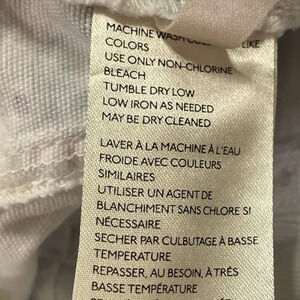 MACHINE WASH COLD LIKE
COLORS
USE ONLY NON-CHLORINE
BLEACH
TUMBLE DRY LOW
LOW IRON AS NEEDED
MAY BE DRY CLEANED
LAVER À LA MACHINE À L'EAU
FROIDE AVEC COULEURS
SIMILAIRES
UTILISER UN AGENT DE
BLANCHIMENT SANS CHLORE SI
NÉCESSAIRE
SECHER PAR CULBUTAGE À BASSE
TEMPERATURE
REPASSER, AU BESOIN, À TRÉS
BASSE TEMPÉRATURE